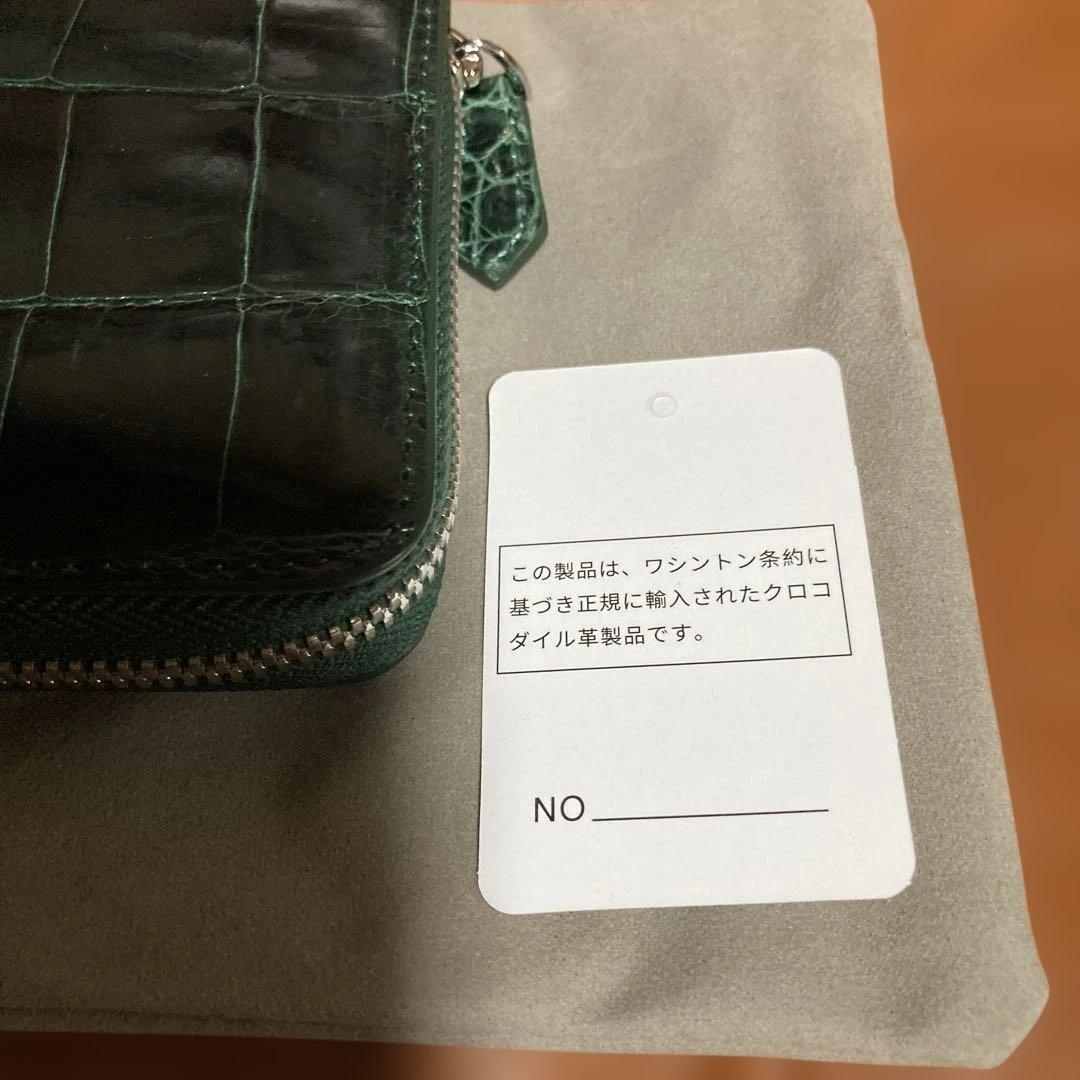 この製品は、ワシントン条約に
基づき正規に輸入されたクロコ
ダイル革製品です。
NO